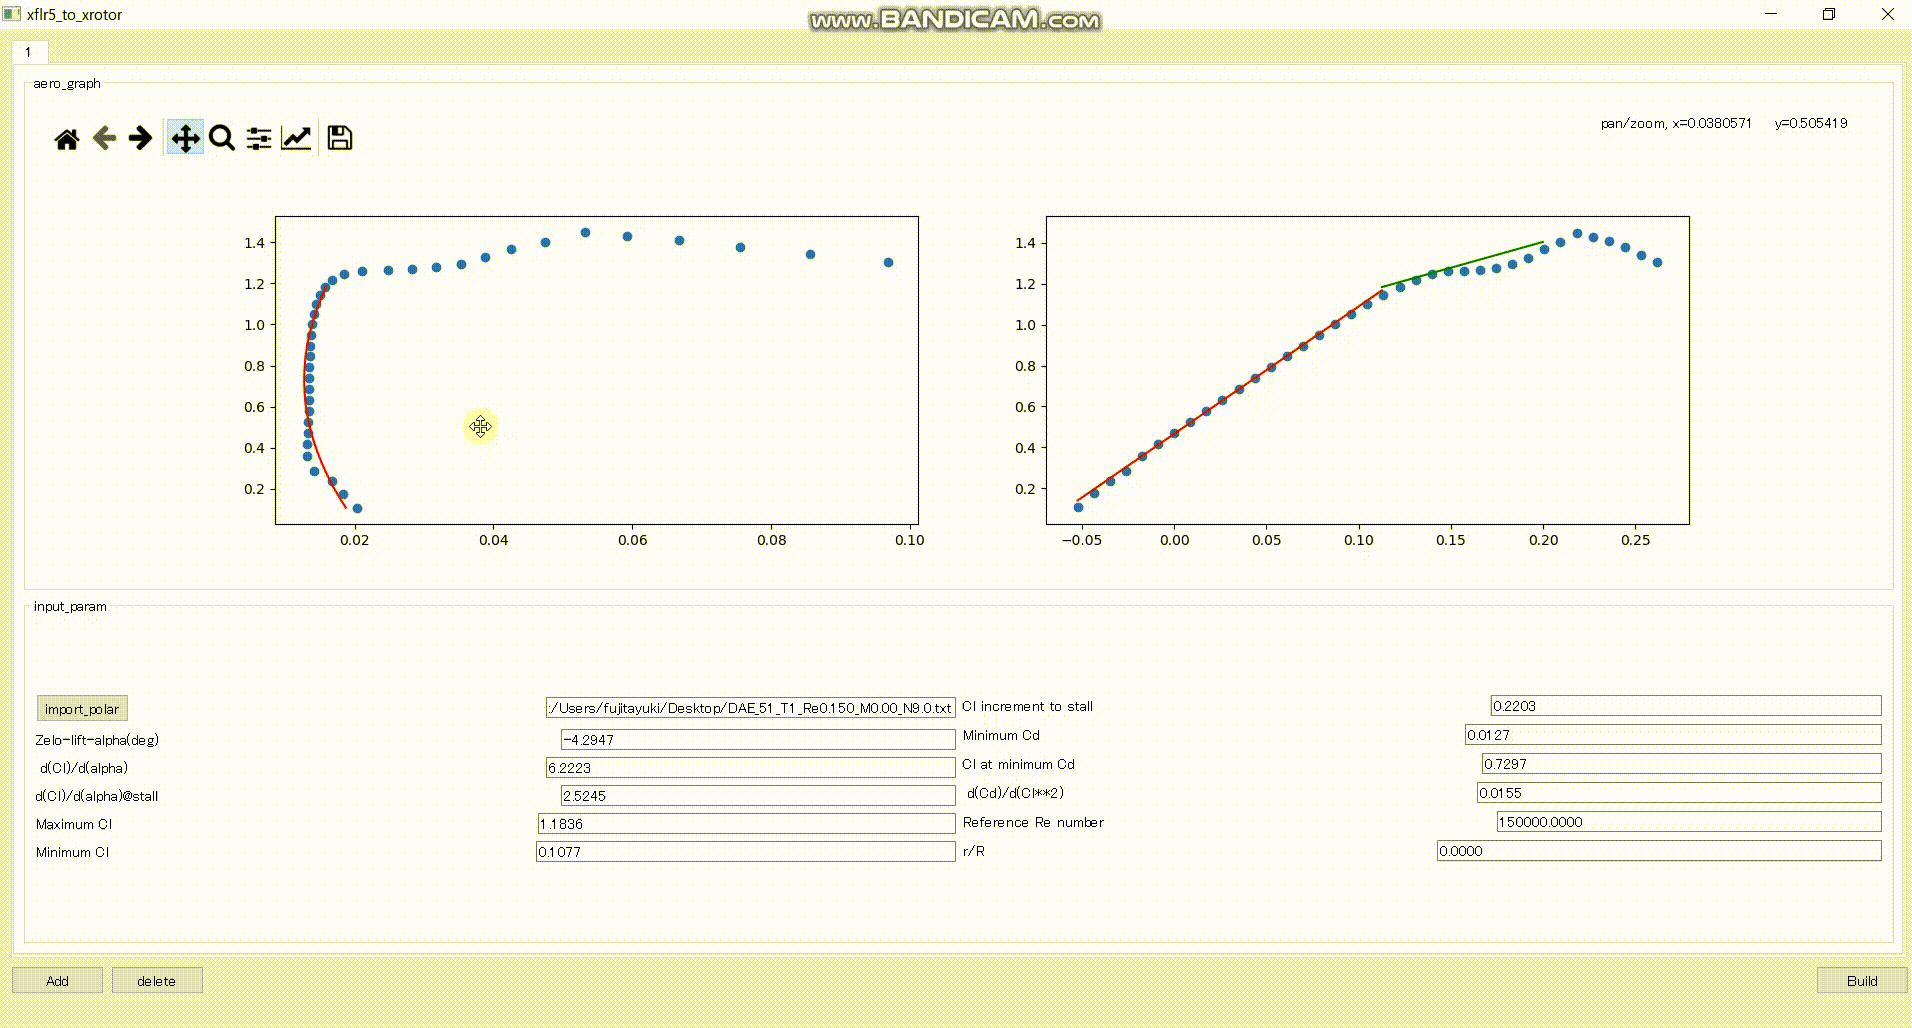 xflr5_to_xrotor
www.BANDICAM.com
1
aero_graph
pan/zoom, x=0.0380571 y=0.505419
1.4
1.2
1.0
0.8
0.6
0.4
0.2
0.02 0.04 0.06 0.08 0.10
1.4
1.2
1.0
0.8
0.6
0.4
0.2
−0.05 0.00 0.05 0.10 0.15 0.20 0.25
input_param
import_polar
:/Users/fujitayuki/Desktop/DAE_51_T1_Re0.150_M0.00_N9.0.txt
Zelo-lift-alpha(deg)
-4.2947
d(Cl)/d(alpha)
6.2223
d(Cl)/d(alpha)@stall
2.5245
Maximum Cl
1.1836
Minimum Cl
0.1077
Cl increment to stall
0.2203
Minimum Cd
0.0127
Cl at minimum Cd
0.7297
d(Cd)/d(Cl**2)
0.0155
Reference Re number
150000.0000
r/R
0.0000
Add
delete
Build